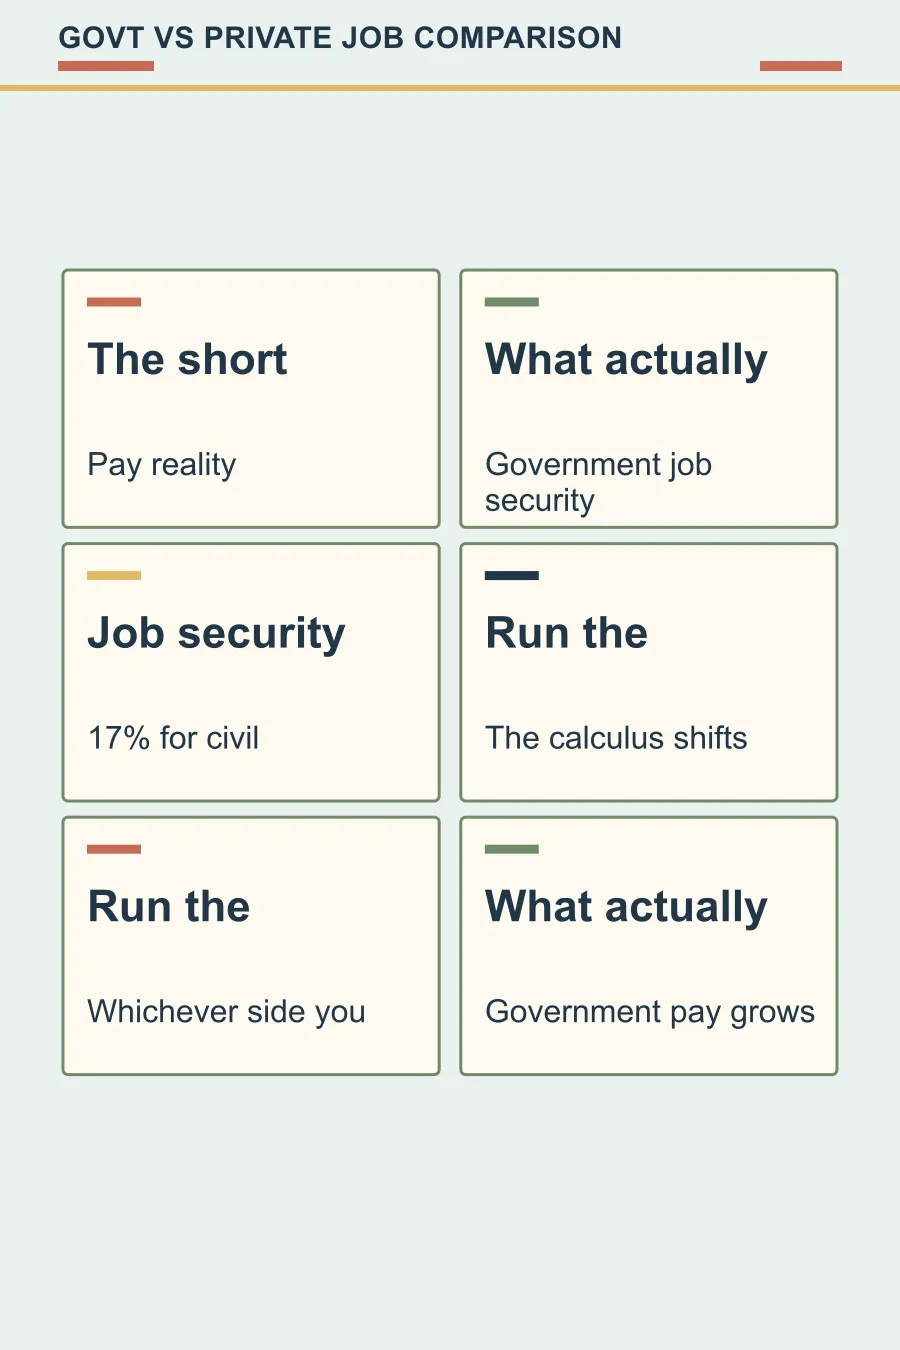 GOVT VS PRIVATE JOB COMPARISON
The short
Pay reality
What actually
Government job
security
Job security
17% for civil
Run the
The calculus shifts
Run the
Whichever side you
What actually
Government pay grows